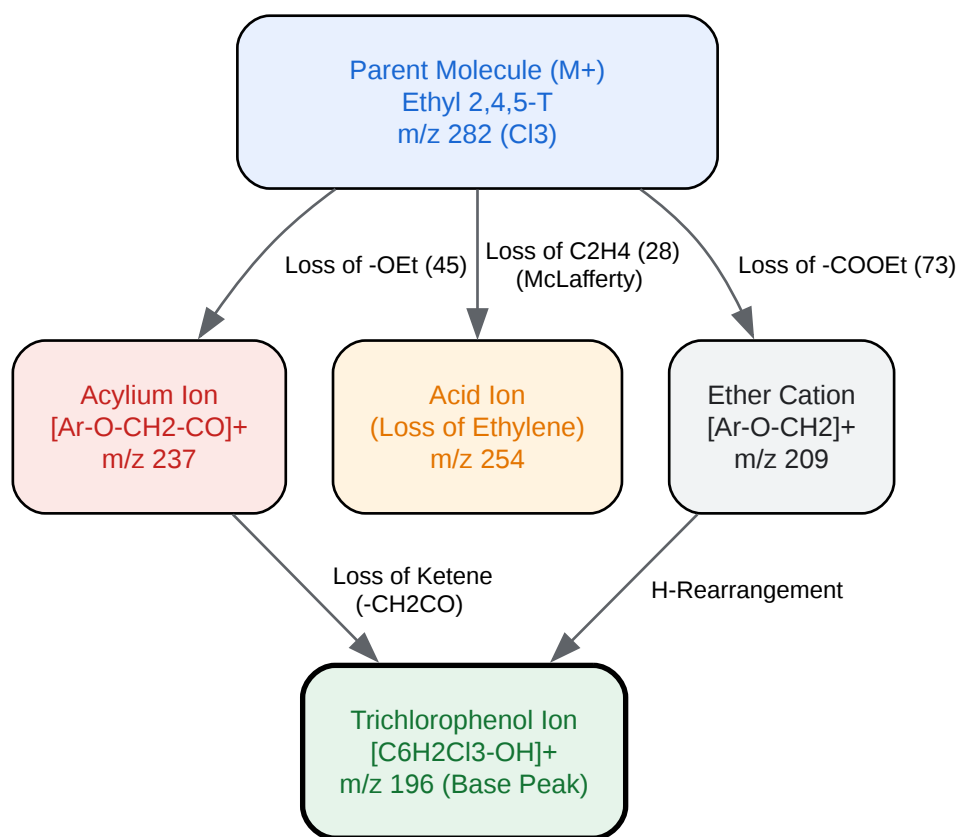 Parent Molecule (M+)
Ethyl 2,4,5-T
m/z 282 (Cl3)
Loss of -OEt (45)
Loss of C2H4 (28)
(McLafferty)
Loss of -COOEt (73)
Acylium Ion
[Ar-O-CH2-CO]+
m/z 237
Acid Ion
(Loss of Ethylene)
m/z 254
Ether Cation
[Ar-O-CH2]+
m/z 209
Loss of Ketene
(-CH2CO)
H-Rearrangement
Trichlorophenol Ion
[C6H2Cl3-OH]+
m/z 196 (Base Peak)